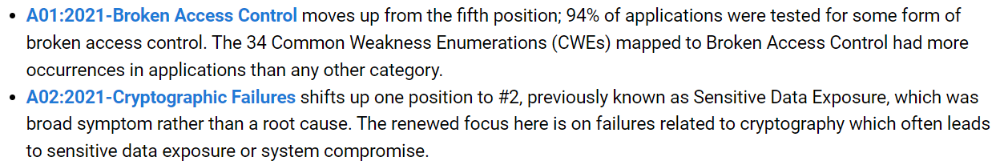 • A01:2021-Broken Access Control moves up from the fifth position; 94% of applications were tested for some form of
broken access control. The 34 Common Weakness Enumerations (CWEs) mapped to Broken Access Control had more
occurrences in applications than any other category.
• A02:2021-Cryptographic Failures shifts up one position to #2, previously known as Sensitive Data Exposure, which was
broad symptom rather than a root cause. The renewed focus here is on failures related to cryptography which often leads
to sensitive data exposure or system compromise.